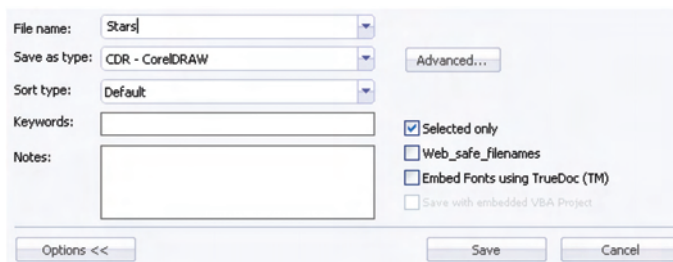 File name: Stars
Save as type: CDR - CorelDRAW
Advanced...
Sort type: Default
Keywords:
Selected only
Notes:
Web_safe_filenames
Embed Fonts using TrueDoc (TM)
Save with embedded VBA Project
Options <<
Save
Cancel